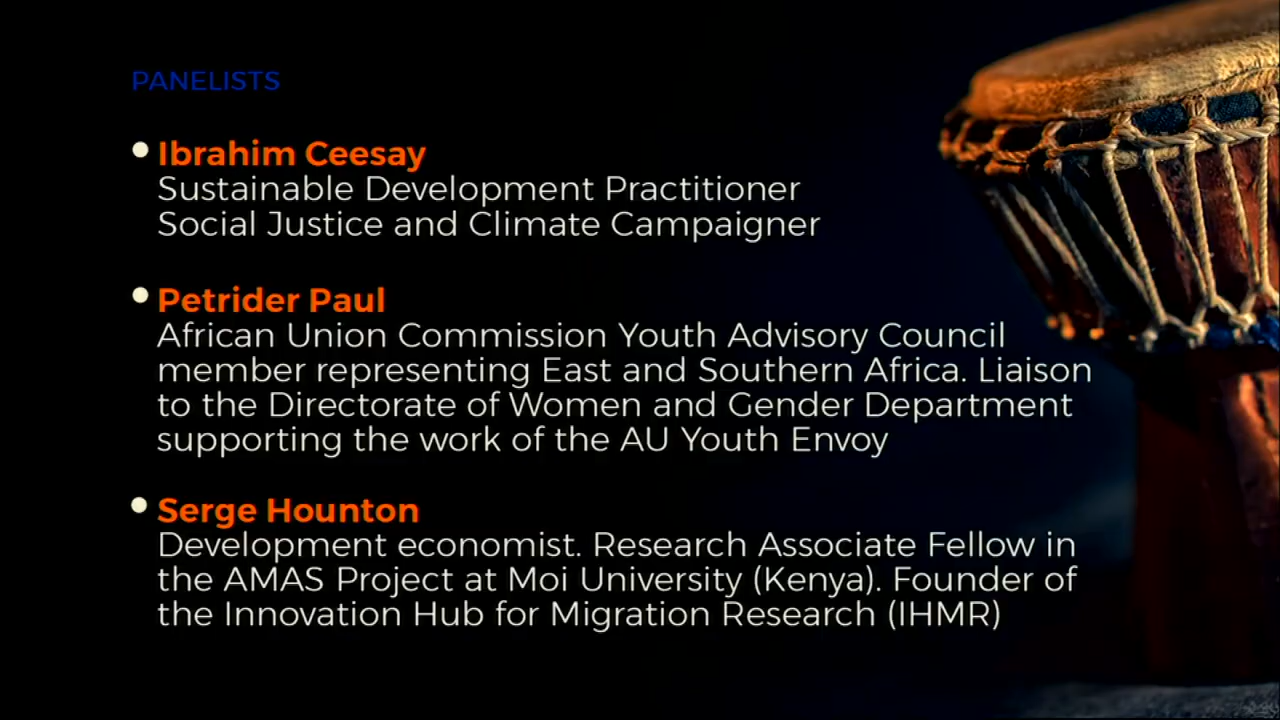 PANELISTS
• Ibrahim Ceesay
Sustainable Development Practitioner
Social Justice and Climate Campaigner
• Petrider Paul
African Union Commission Youth Advisory Council
member representing East and Southern Africa. Liaison
to the Directorate of Women and Gender Department
supporting the work of the AU Youth Envoy
• Serge Hounton
Development economist. Research Associate Fellow in
the AMAS Project at Moi University (Kenya). Founder of
the Innovation Hub for Migration Research (IHMR)